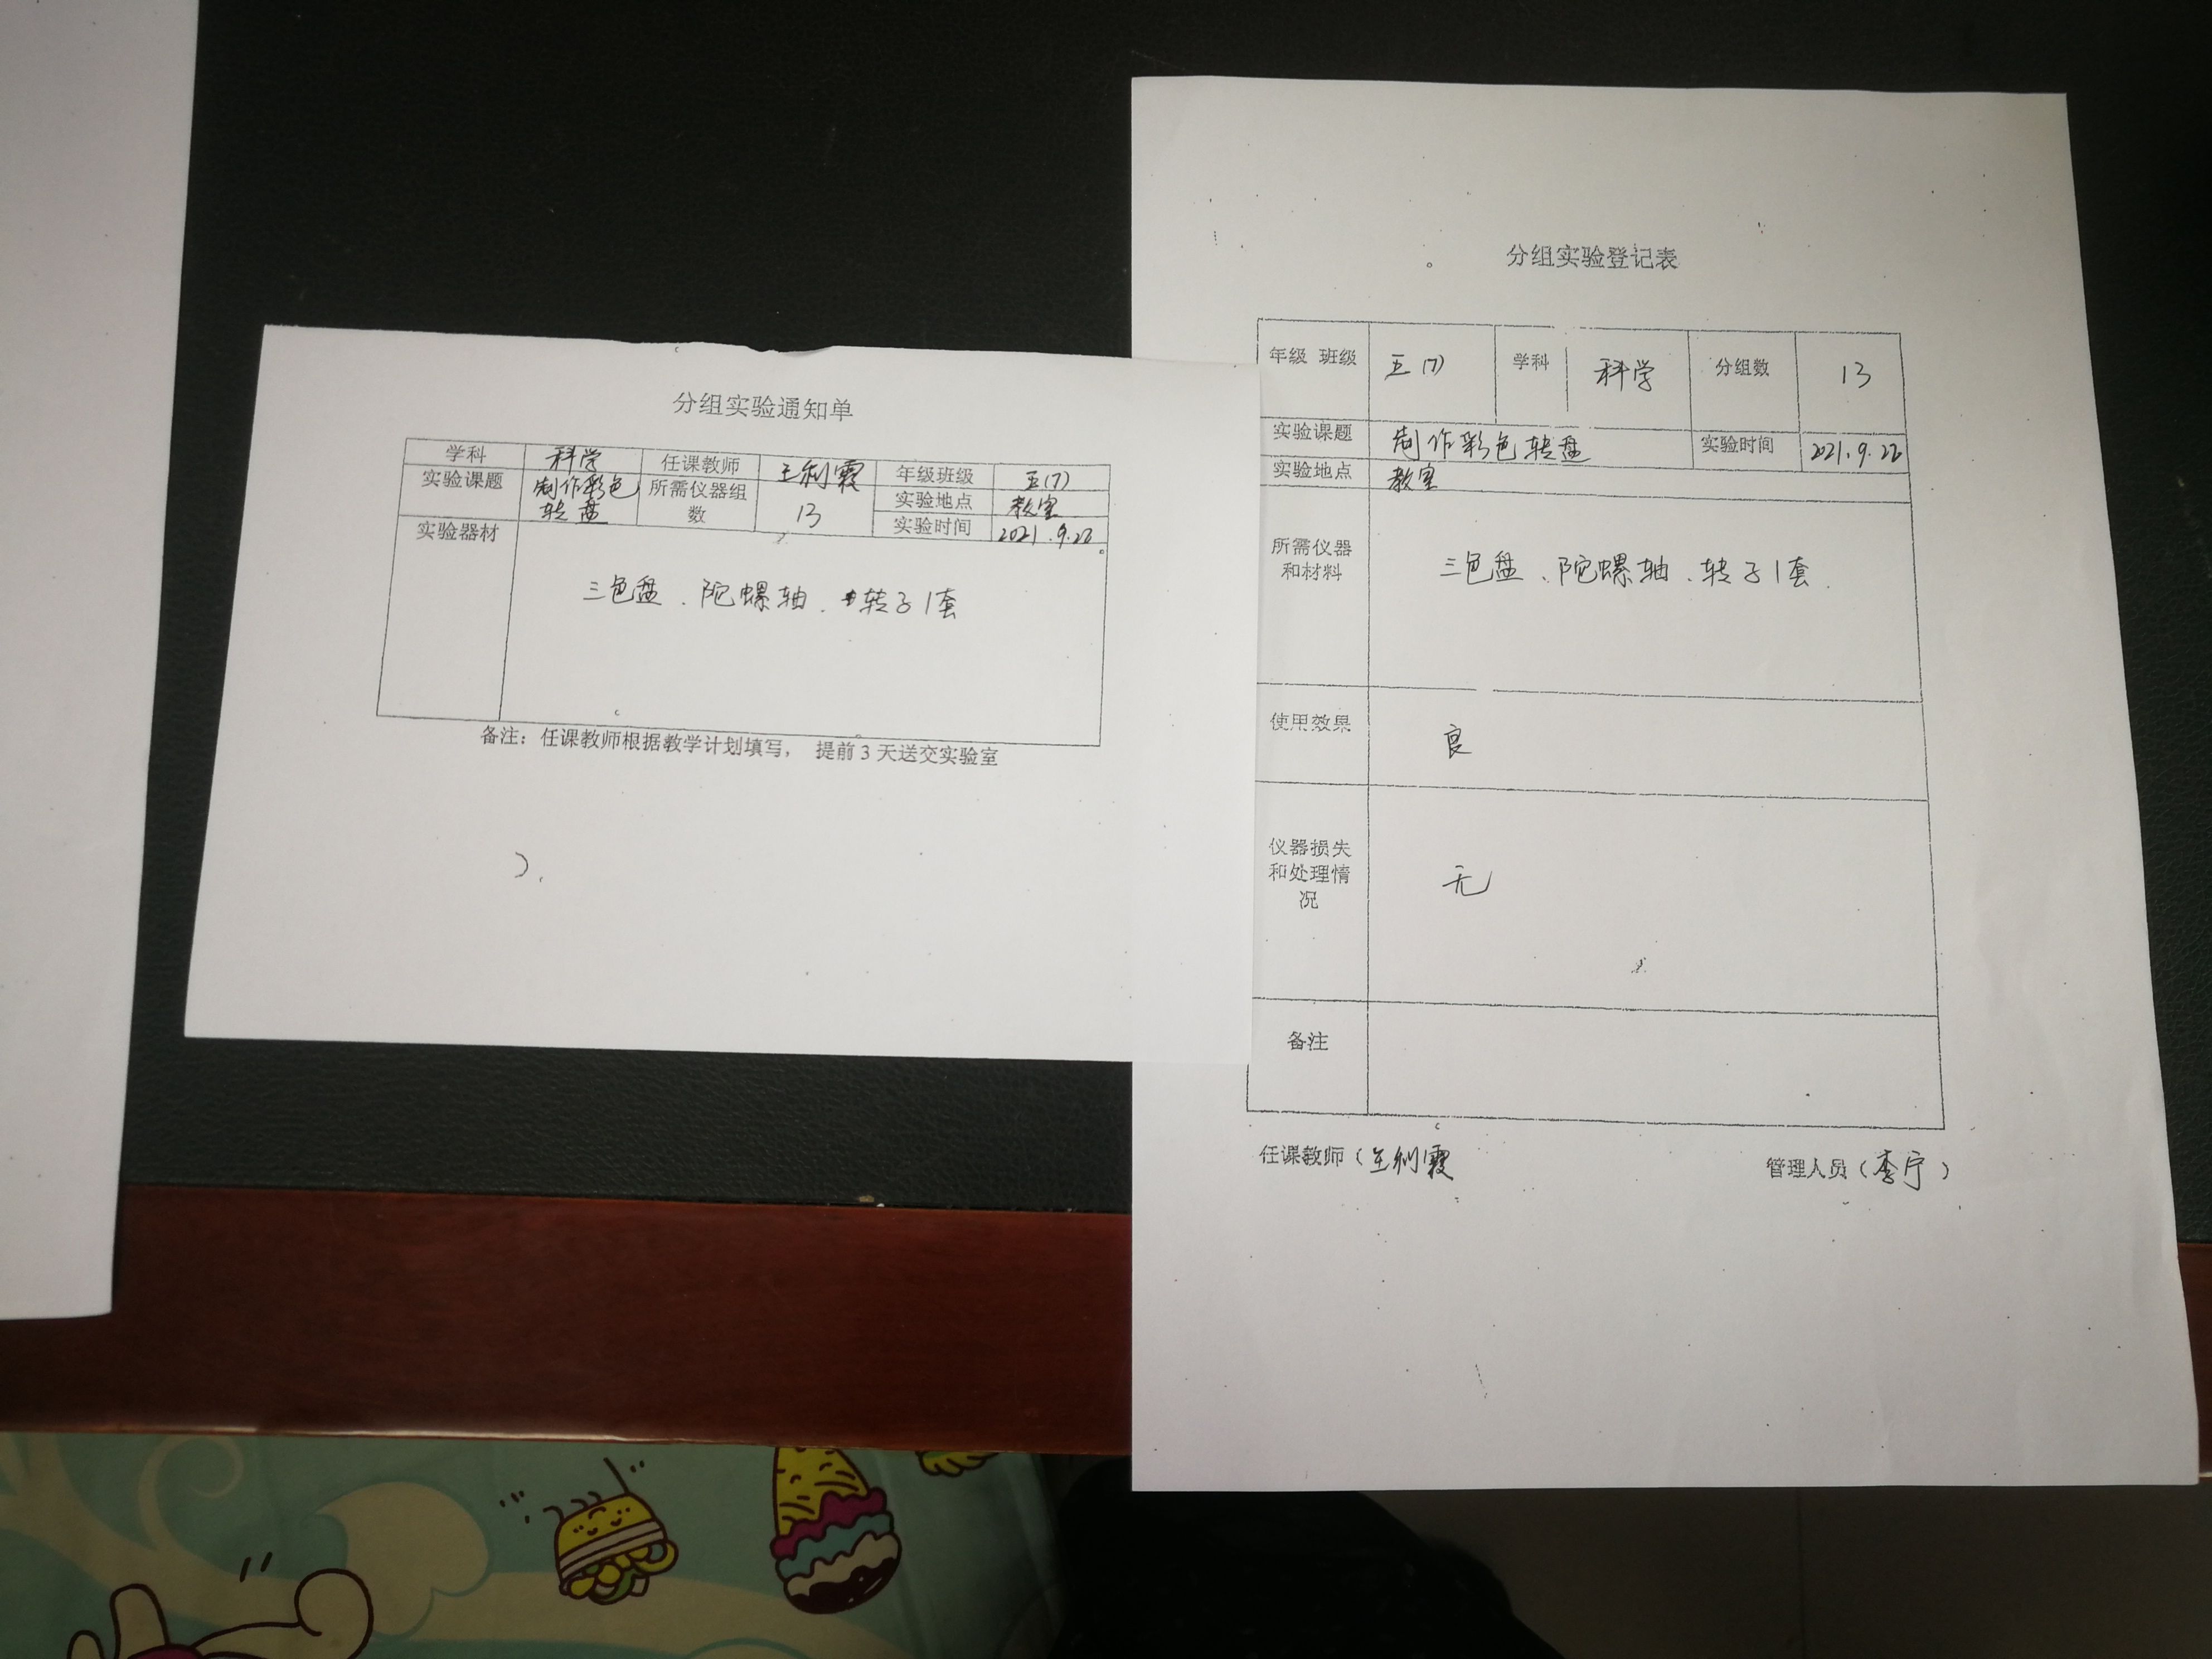 分组实验通知单
学科 科学 任课教师 王利霞 年级班级 五(7)
实验课题 制作彩色转盘 所需仪器组数 13 实验地点 教室
实验时间 2021.9.22
实验器材 三色盘、陀螺轴、转子1套
备注：任课教师根据教学计划填写， 提前3天送交实验室
分组实验登记表
年级 班级 五(7) 学科 科学 分组数 13
实验课题 制作彩色转盘 实验时间 2021.9.22
实验地点 教室
所需仪器和材料 三色盘、陀螺轴、转子1套
使用效果 良
仪器损失和处理情况 无
备注
任课教师（王利霞 管理人员（李宁）